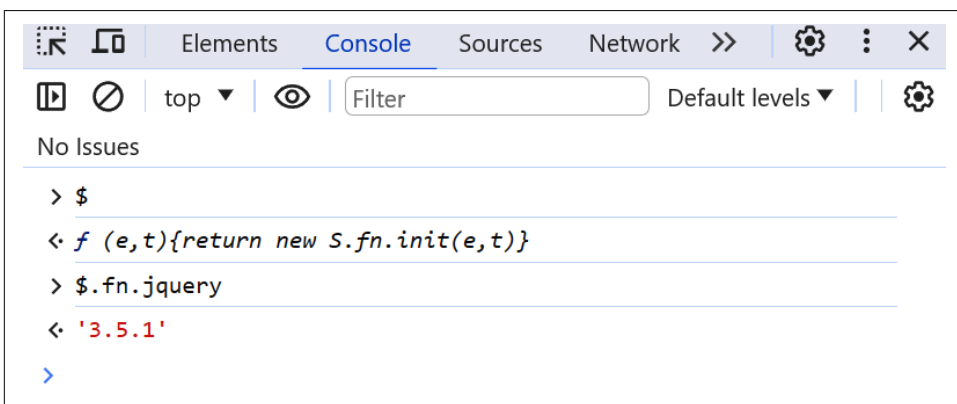 Elements Console Sources Network
top Filter Default levels
No Issues
> $
ƒ (e,t){return new S.fn.init(e,t)}
> $.fn.jquery
'3.5.1'
>